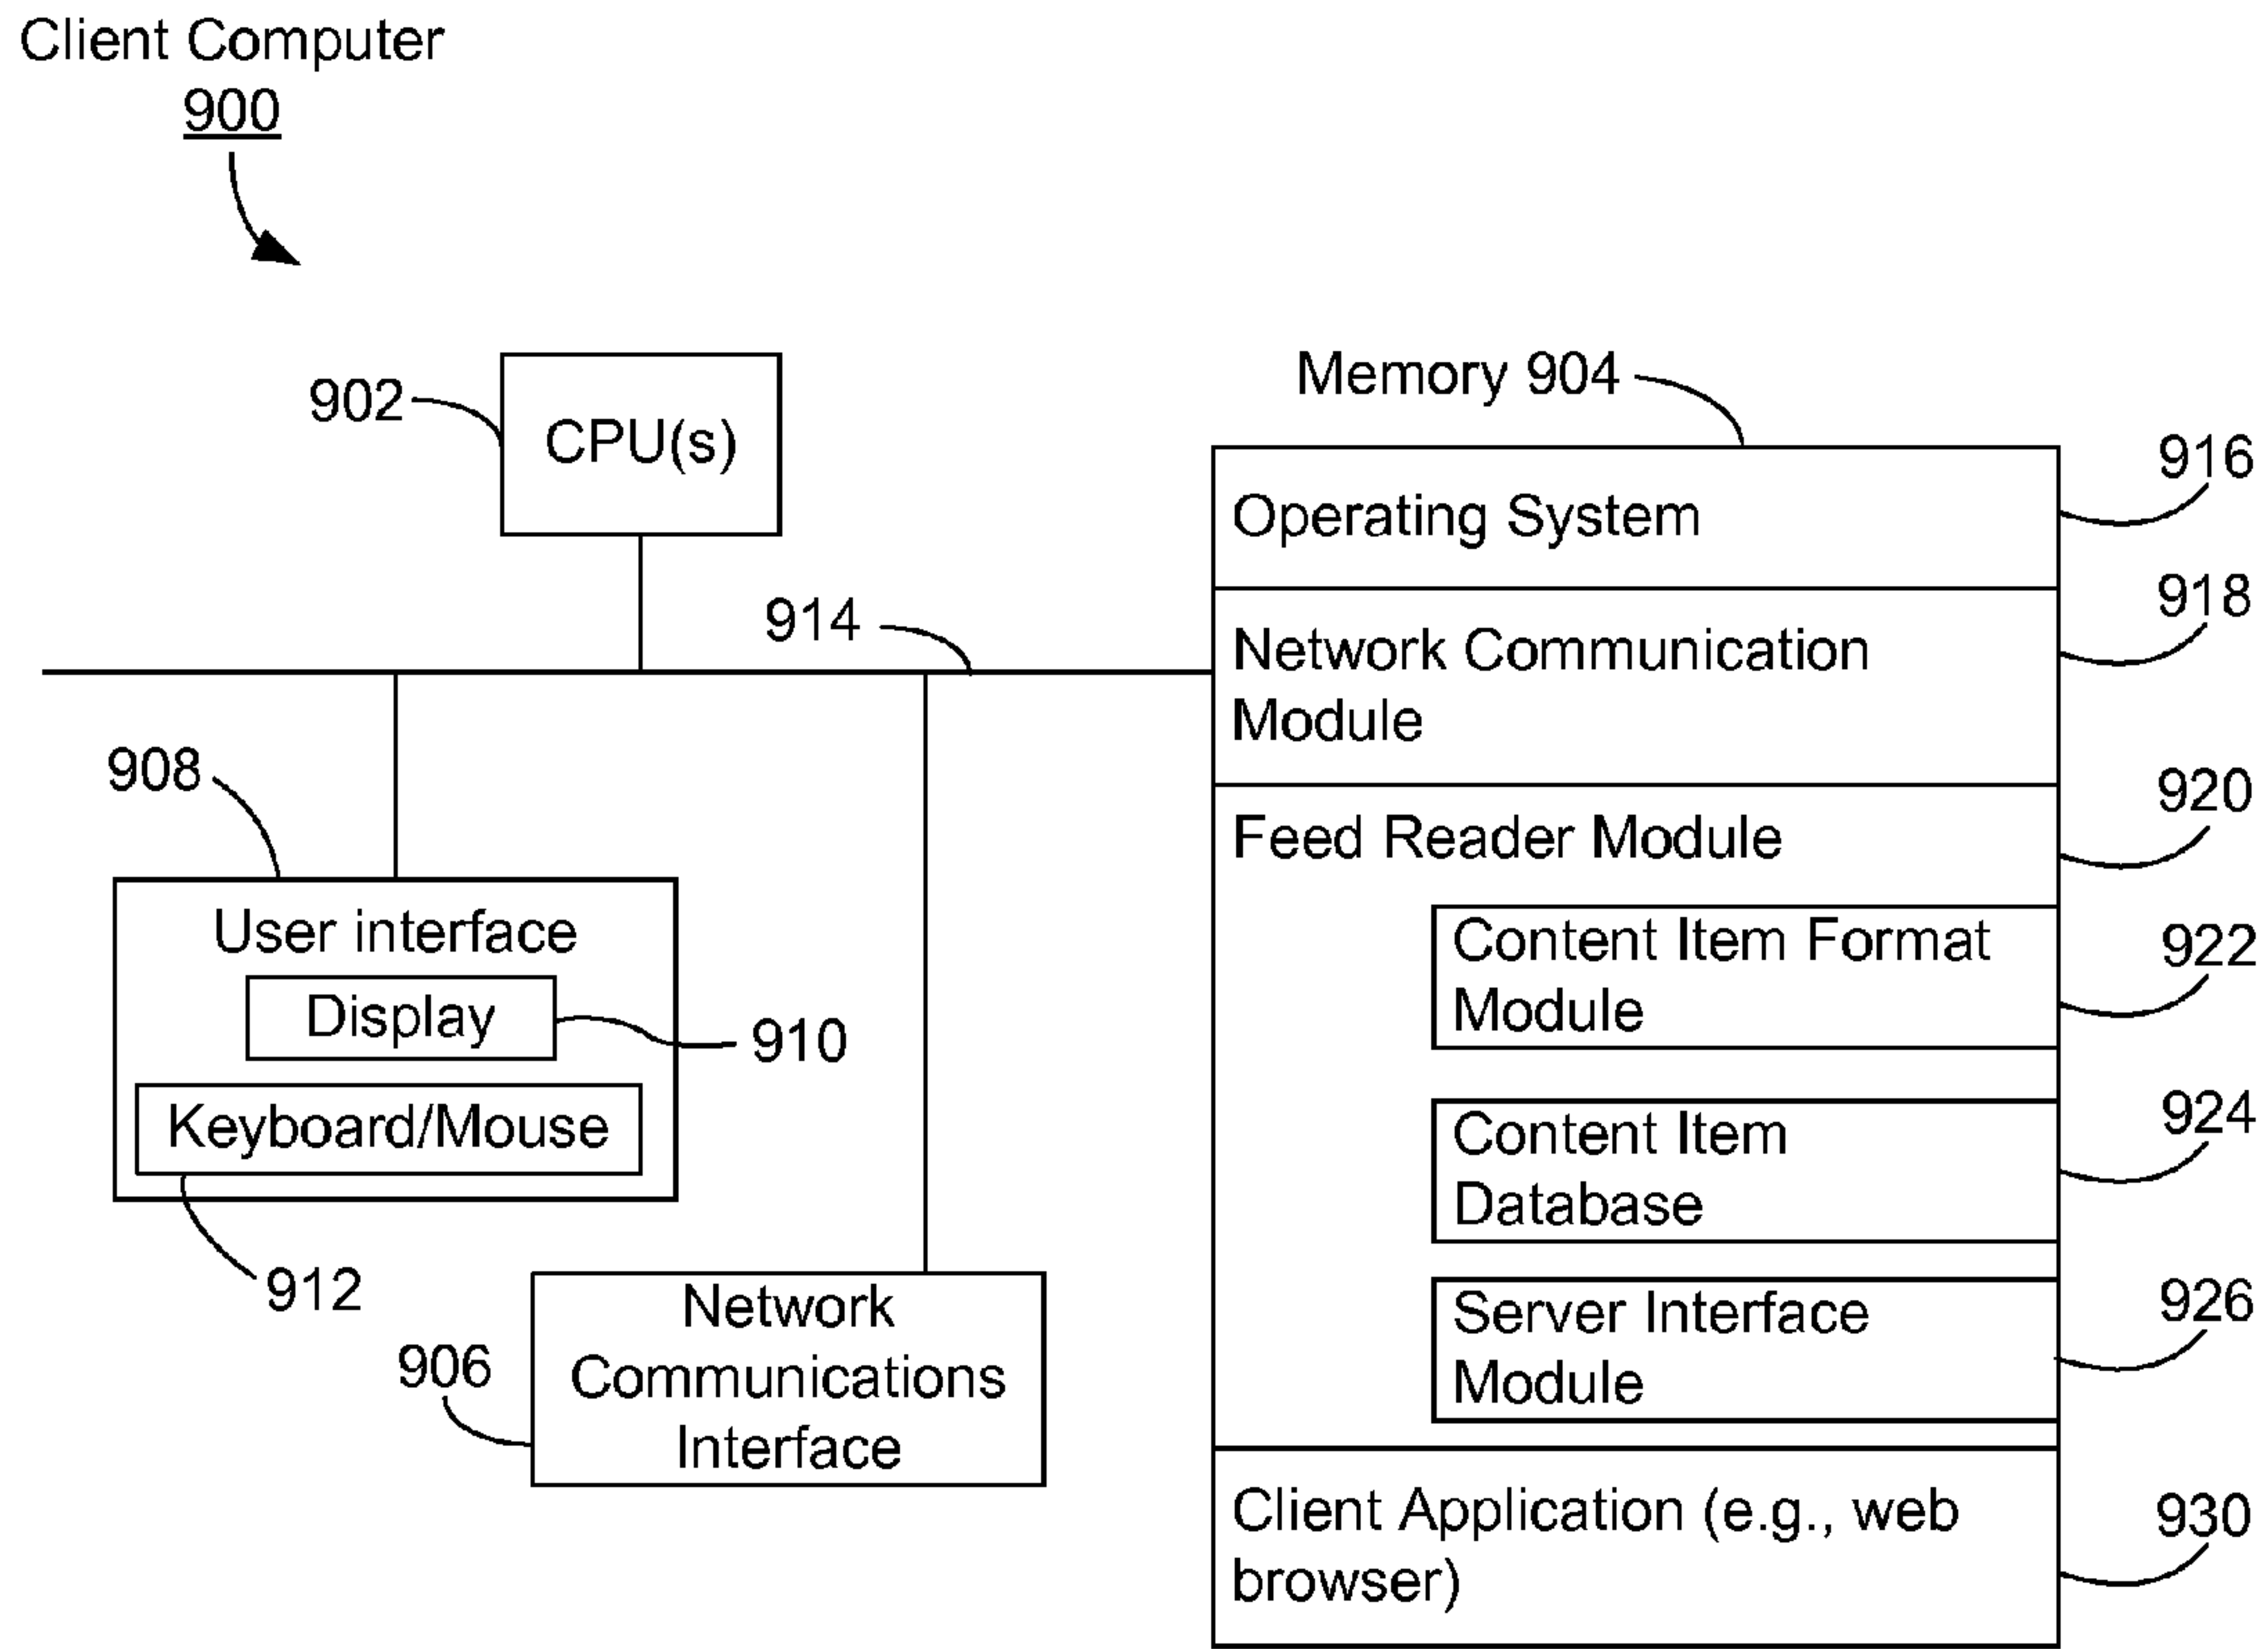 Client Computer
900
902
CPU(s)
Memory 904
916
Operating System
914
918
Network Communication
Module
908
920
Feed Reader Module
User interface
Display
910
Keyboard/Mouse
912
922
Content Item Format
Module
924
Content Item
Database
926
Server Interface
Module
906
Network
Communications
Interface
930
Client Application (e.g., web
browser)